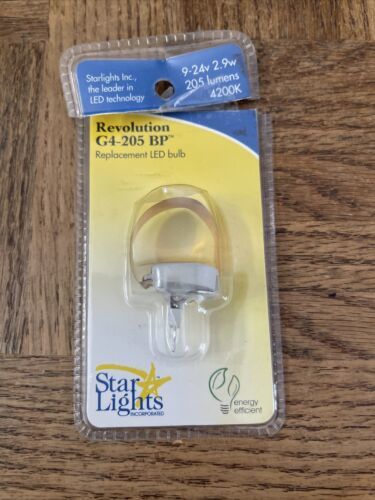 Starlights Inc.,
the leader in
LED technology
9-24v 2.9w
205 lumens
4200K
Revolution
G4-205 BP™
Replacement LED bulb
Star
Lights
INCORPORATED
energy
efficient